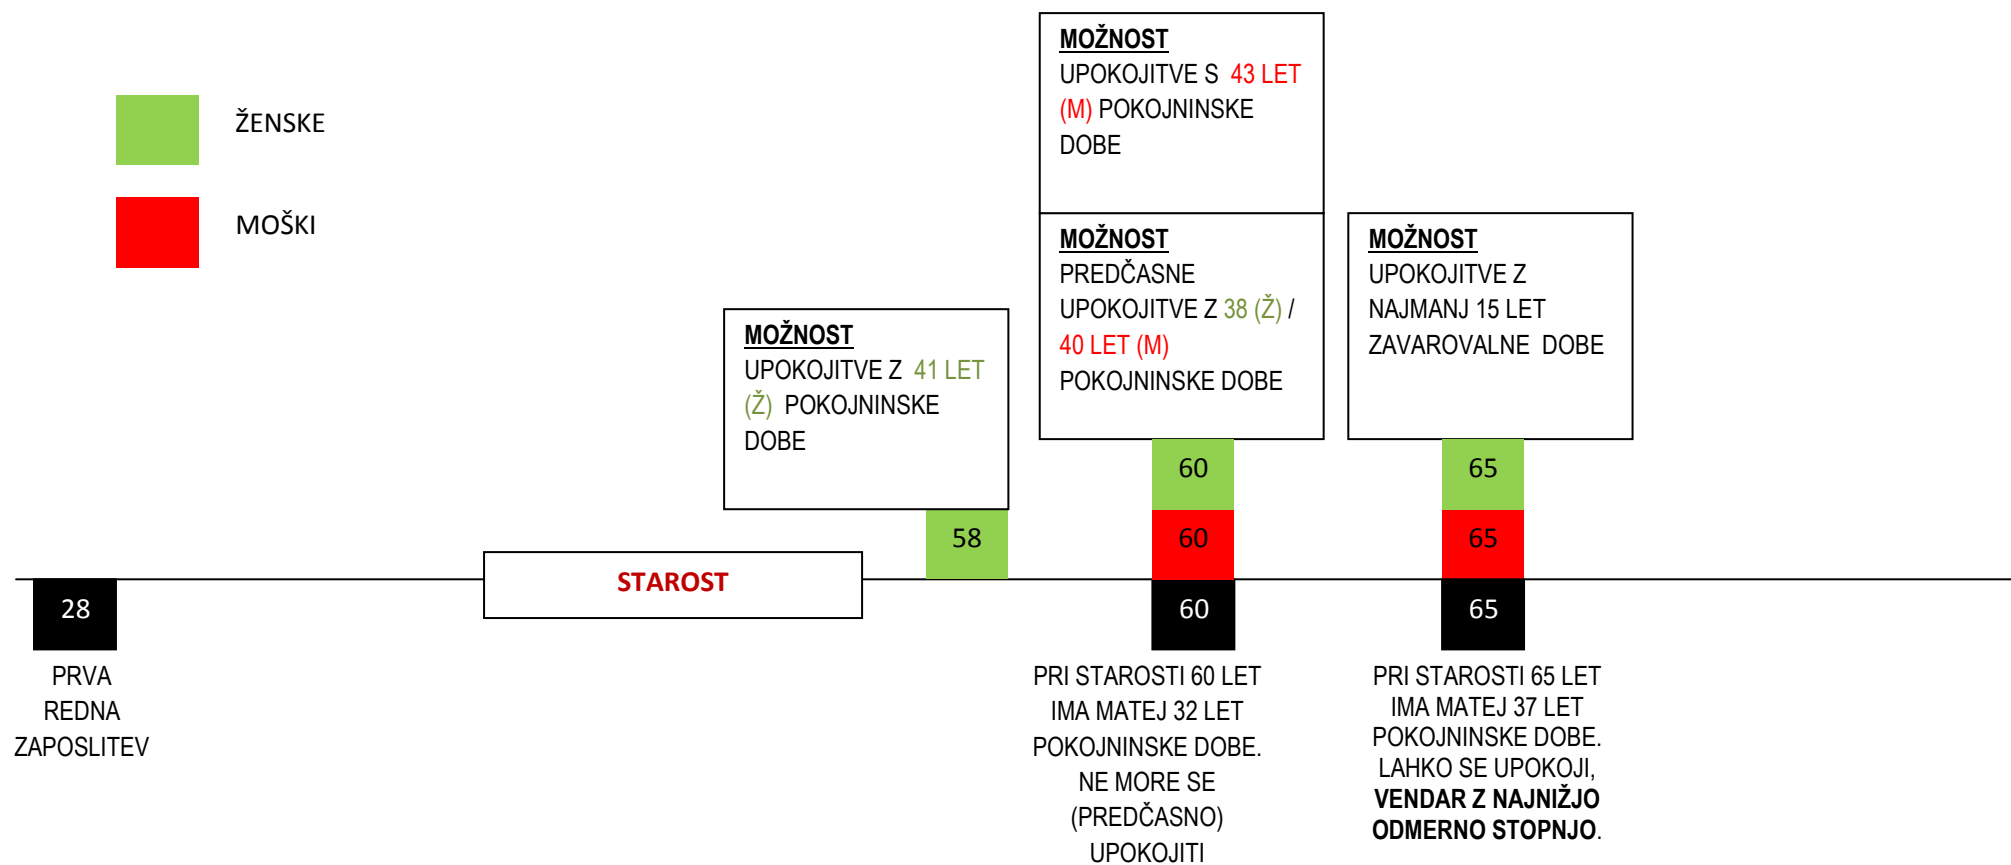 ŽENSKE
MOŠKI
MOŽNOST
UPOKOJITVE S 43 LET
(M) POKOJNINSKE
DOBE
MOŽNOST
PREDČASNE
UPOKOJITVE Z 38 (Ž) /
40 LET (M)
POKOJNINSKE DOBE
MOŽNOST
UPOKOJITVE Z
NAJMANJ 15 LET
ZAVAROVALNE DOBE
MOŽNOST
UPOKOJITVE Z 41 LET
(Ž) POKOJNINSKE
DOBE
60
65
58
60
65
STAROST
28
60
65
PRVA
REDNA
ZAPOSLITEV
PRI STAROSTI 60 LET
IMA MATEJ 32 LET
POKOJNINSKE DOBE.
NE MORE SE
(PREDČASNO)
UPOKOJITI
PRI STAROSTI 65 LET
IMA MATEJ 37 LET
POKOJNINSKE DOBE.
LAHKO SE UPOKOJI,
VENDAR Z NAJNIŽJO
ODMERNO STOPNJO.